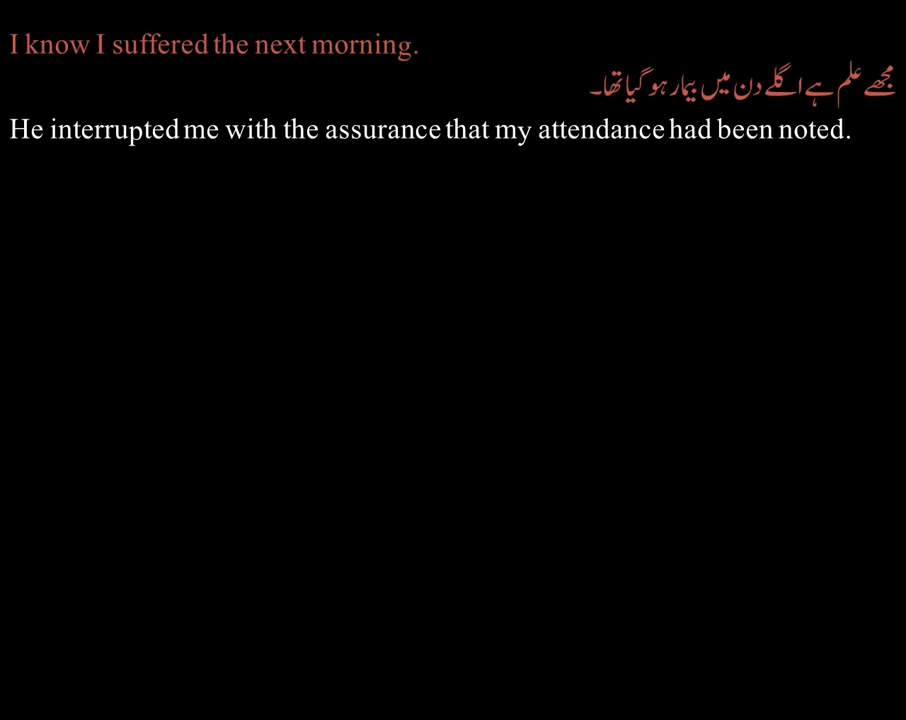 I know I suffered the next morning.
مجھے علم ہے اگلے دن میں بیمار ہو گیا تھا۔
He interrupted me with the assurance that my attendance had been noted.